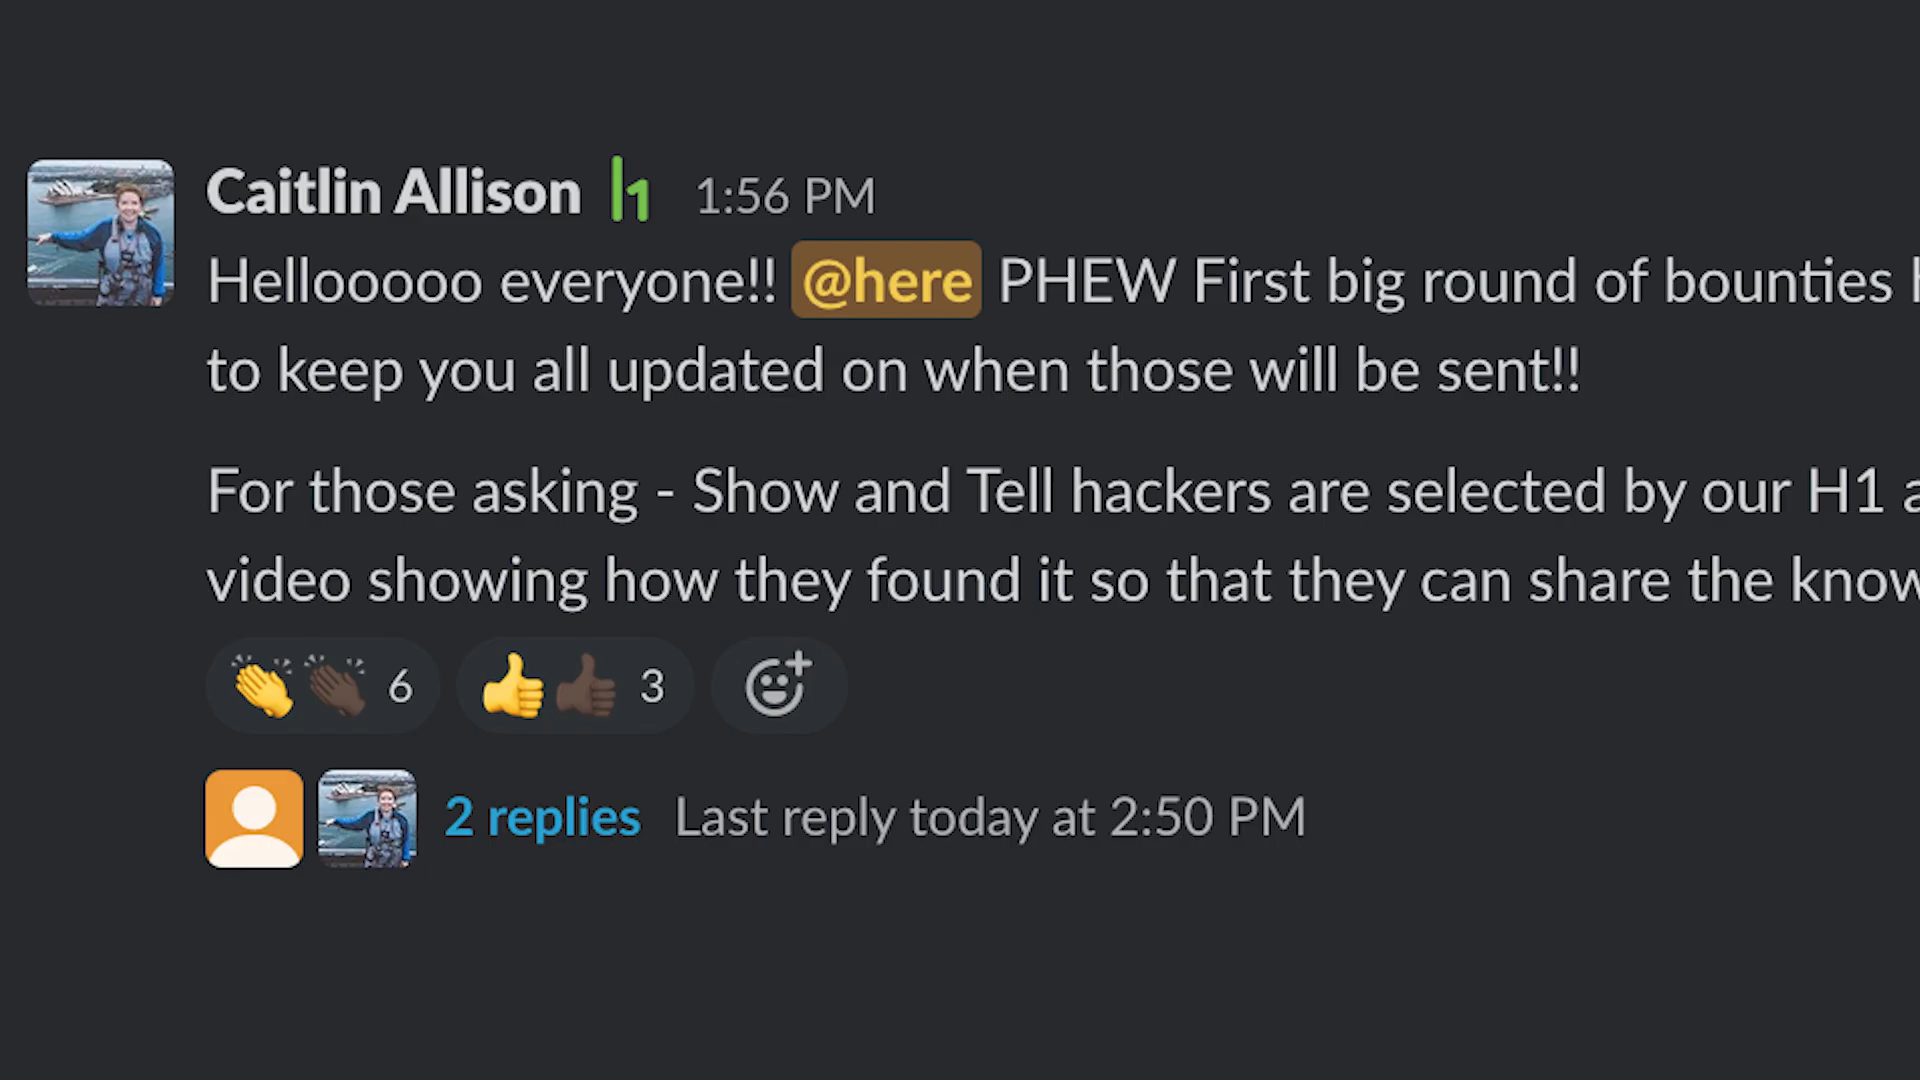 Caitlin Allison h1 1:56 PM
Hellooooo everyone!! @here PHEW First big round of bounties
to keep you all updated on when those will be sent!!
For those asking - Show and Tell hackers are selected by our H1
video showing how they found it so that they can share the
6 3
2 replies Last reply today at 2:50 PM